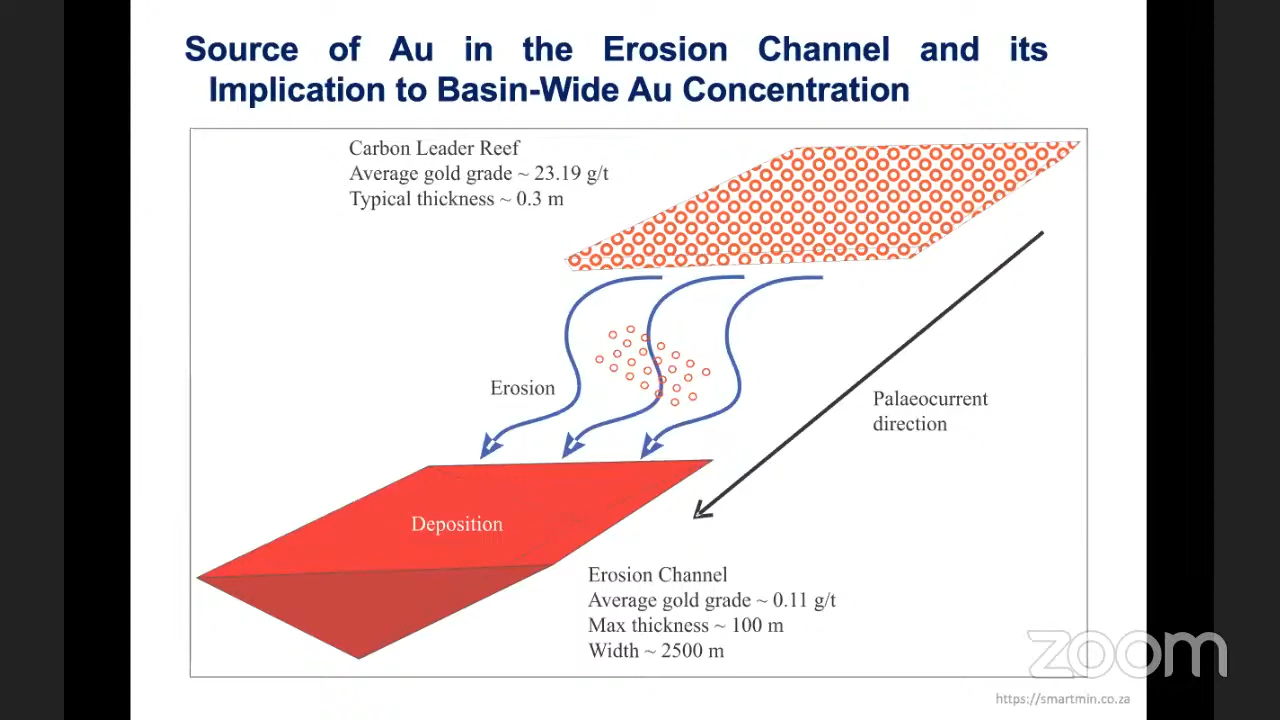 Source of Au in the Erosion Channel and its
Implication to Basin-Wide Au Concentration
Carbon Leader Reef
Average gold grade ~ 23.19 g/t
Typical thickness ~ 0.3 m
Erosion
Palaeocurrent
direction
Deposition
Erosion Channel
Average gold grade ~ 0.11 g/t
Max thickness ~ 100 m
Width ~ 2500 m
zoom
https://smartmin.co.za